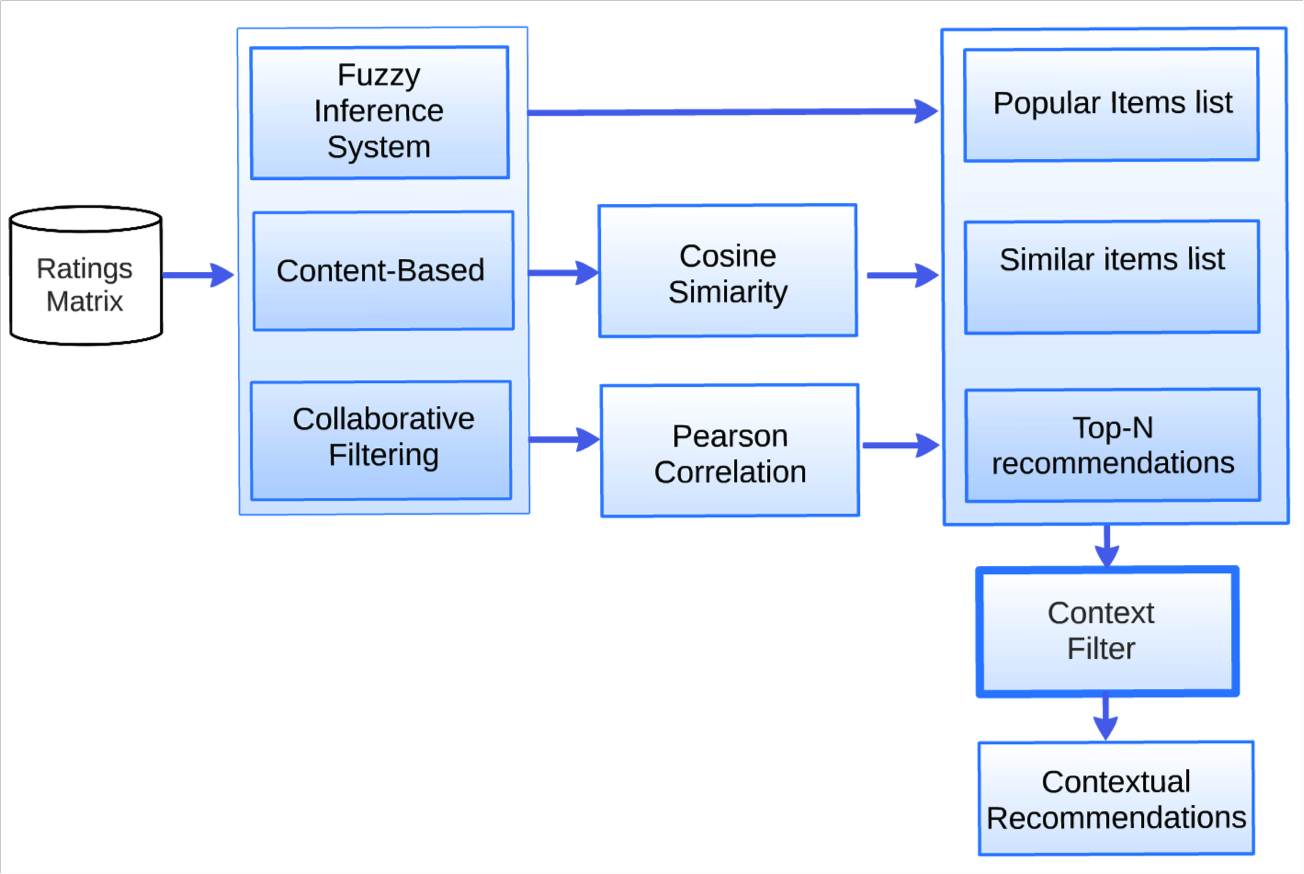 Fuzzy
Inference
System
Popular Items list
Ratings
Matrix
Content-Based
Cosine
Simiarity
Similar items list
Collaborative
Filtering
Pearson
Correlation
Top-N
recommendations
Context
Filter
Contextual
Recommendations